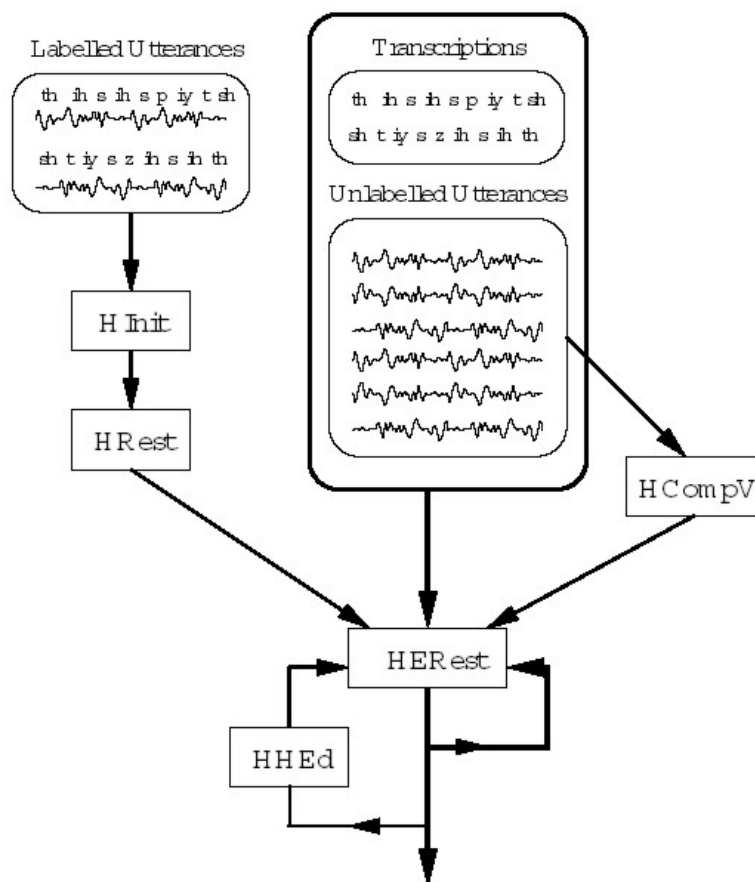 Labelled Utterances
th ih s ih s p iy t sh
sh t iy s z ih s ih th
HInit
HRest
Transcriptions
th ih s ih s p iy t sh
sh t iy s z ih s ih th
Unlabelled Utterances
HCompV
HERest
HHEd